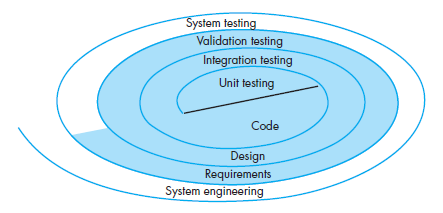 System testing
Validation testing
Integration testing
Unit testing
Code
Design
Requirements
System engineering